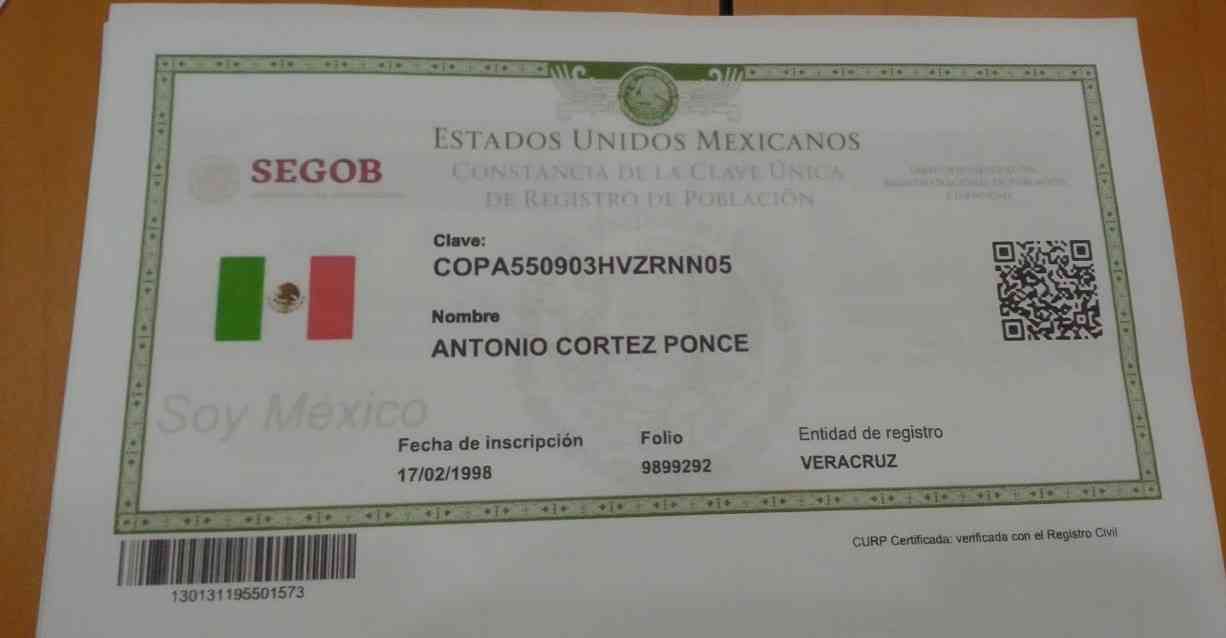 ESTADOS UNIDOS MEXICANOS
SEGOB
CONSTANCIA DE LA CLAVE ÚNICA
DE REGISTRO DE POBLACIÓN
Clave:
COPA550903HVZRNN05
Nombre
ANTONIO CORTEZ PONCE
Soy México
Fecha de inscripción
Folio
Entidad de registro
17/02/1998
9899292
VERACRUZ
CURP Certificada: verificada con el Registro Civil
130131195501573